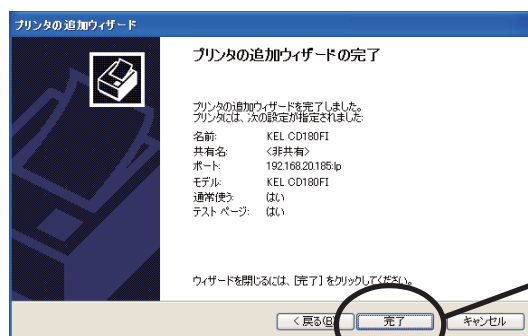 プリンタの追加ウィザード
プリンタの追加ウィザードの完了
プリンタの追加ウィザードを完了しました。
プリンタには、次の設定が指定されました:
名前: KEL CD180FI
共有名: <非共有>
ポート: 192.168.20.185:lp
モデル: KEL CD180FI
通常使う: はい
テスト ページ: はい
ウィザードを閉じるには、[完了] をクリックしてください。
< 戻る(B) 完了 キャンセル